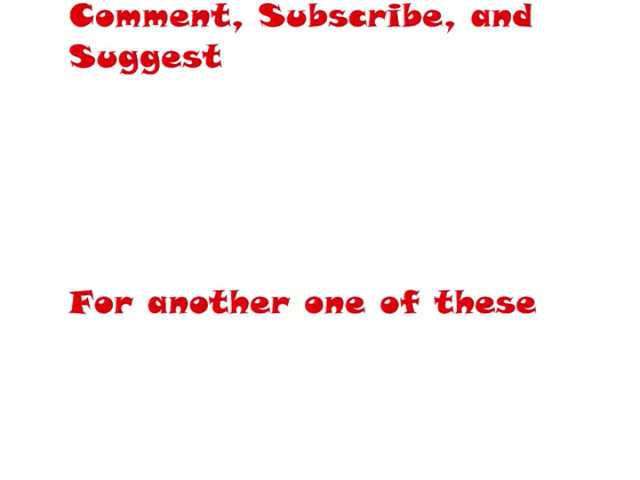 Comment, Subscribe, and
Suggest
For another one of these